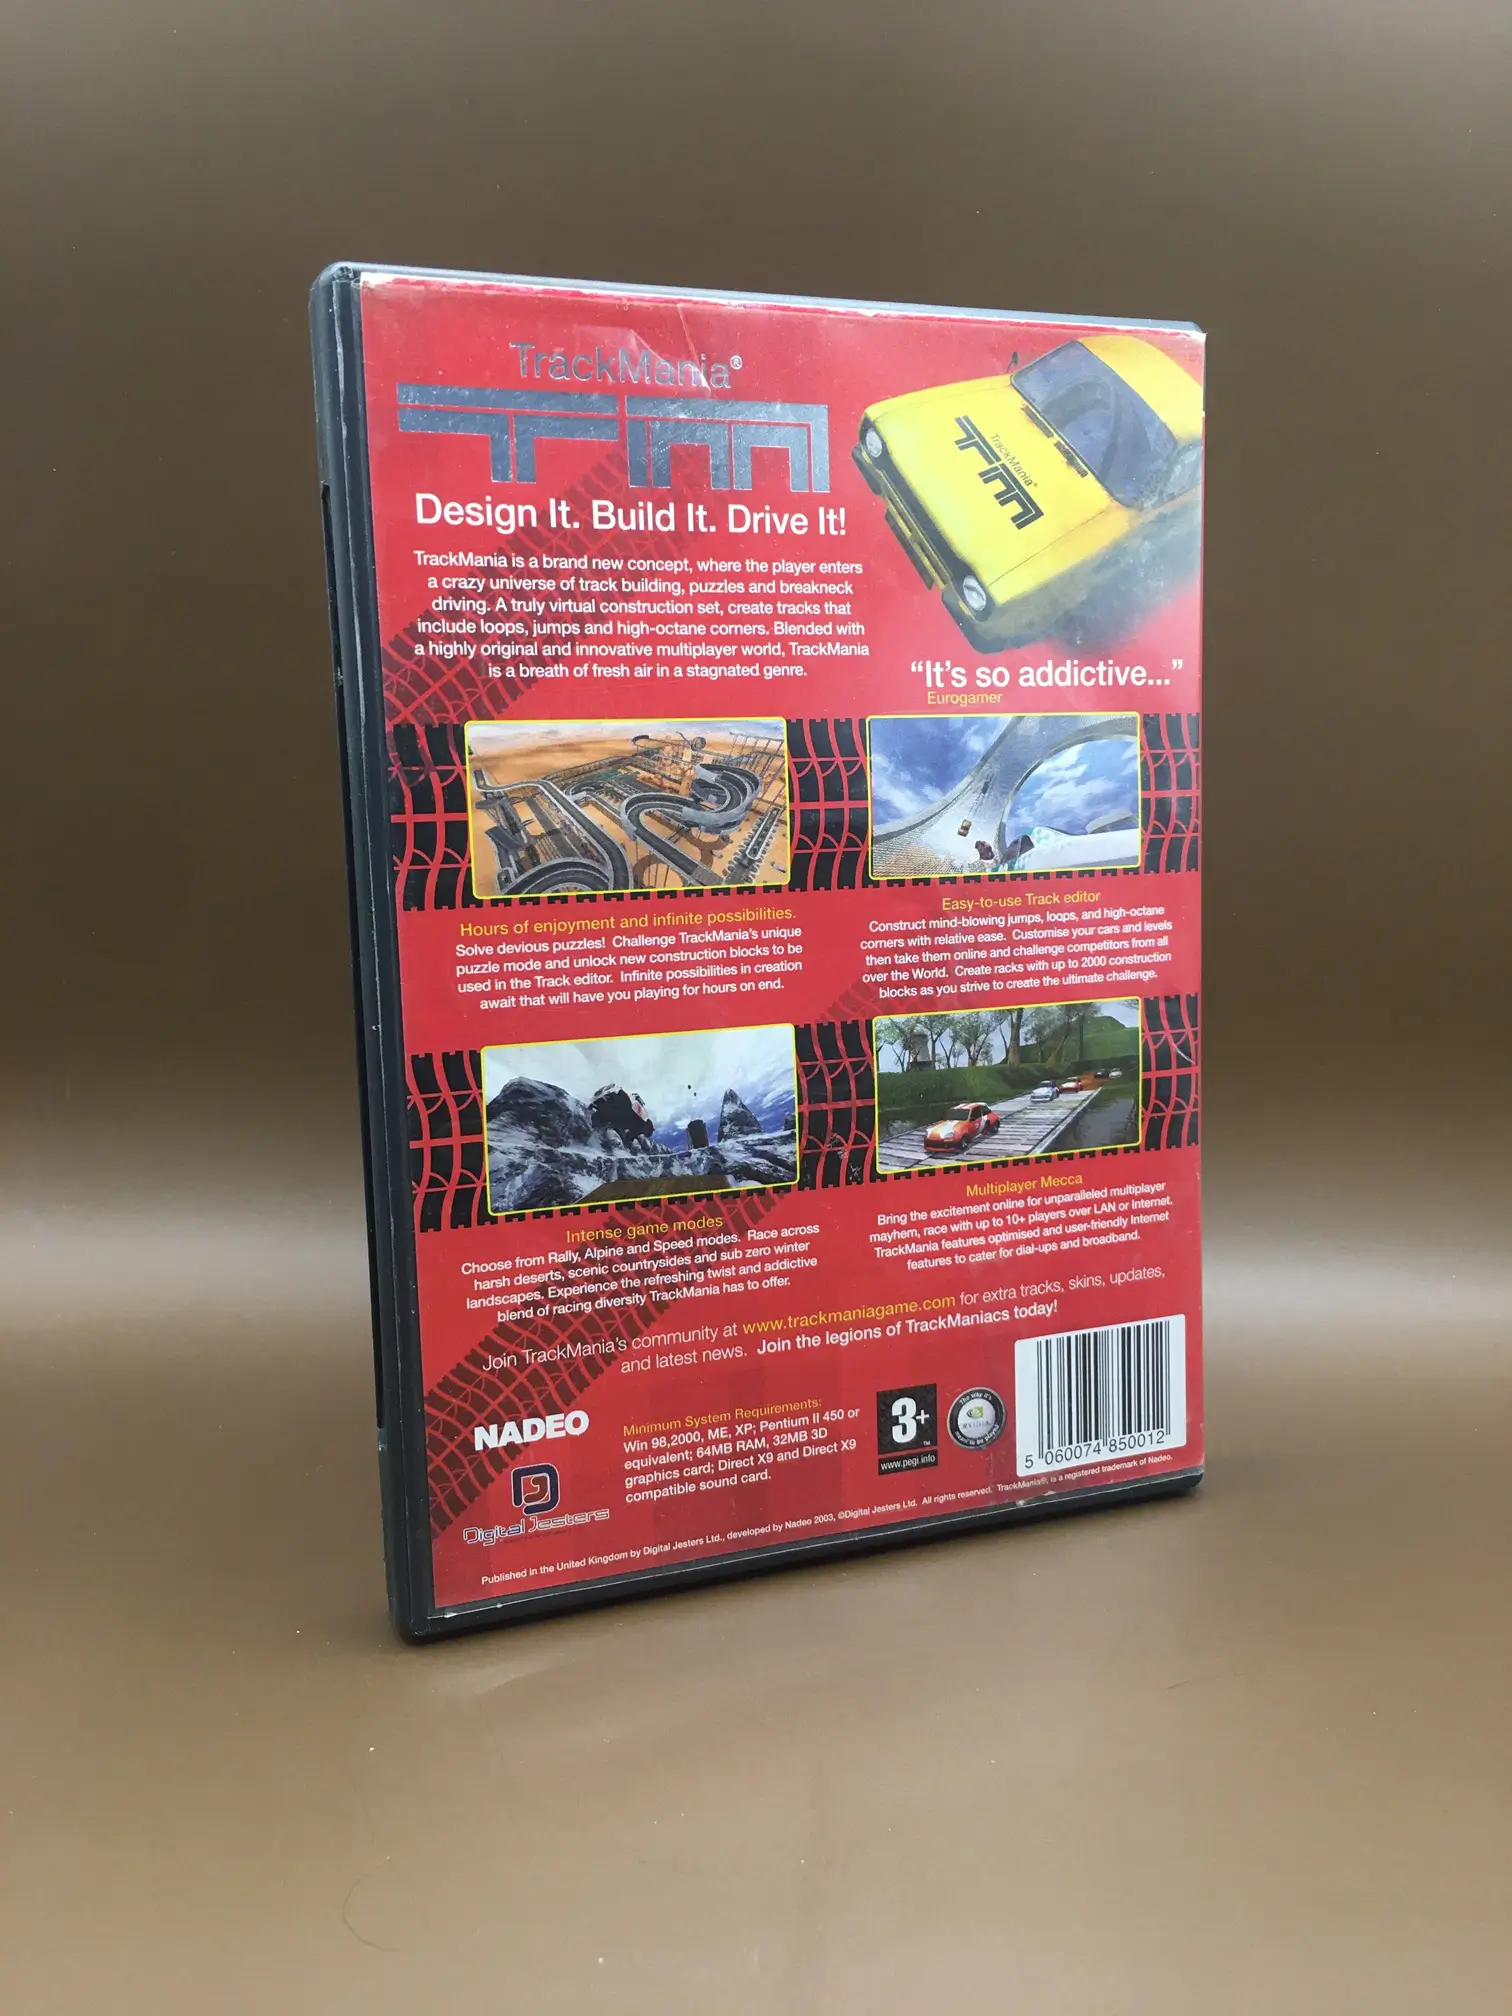 TrackMania®
TM
Design It. Build It. Drive It!
TrackMania is a brand new concept, where the player enters
a crazy universe of track building, puzzles and breakneck
driving. A truly virtual construction set, create tracks that
include loops, jumps and high-octane corners. Blended with
a highly original and innovative multiplayer world, TrackMania
is a breath of fresh air in a stagnated genre.
TrackMania®
TM
“It's so addictive...”
Eurogamer
Hours of enjoyment and infinite possibilities.
Solve devious puzzles! Challenge TrackMania's unique
puzzle mode and unlock new construction blocks to be
used in the Track editor. Infinite possibilities in creation
await that will have you playing for hours on end.
Easy-to-use Track editor
Construct mind-blowing jumps, loops, and high-octane
corners with relative ease. Customise your cars and levels
then take them online and challenge competitors from all
over the World. Create racks with up to 2000 construction
blocks as you strive to create the ultimate challenge.
Intense game modes
Choose from Rally, Alpine and Speed modes. Race across
harsh deserts, scenic countrysides and sub zero winter
landscapes. Experience the refreshing twist and addictive
blend of racing diversity TrackMania has to offer.
Multiplayer Mecca
Bring the excitement online for unparalleled multiplayer
mayhem, race with up to 10+ players over LAN or Internet.
TrackMania features optimised and user-friendly Internet
features to cater for dial-ups and broadband.
Join TrackMania's community at www.trackmaniagame.com for extra tracks, skins, updates,
and latest news. Join the legions of TrackManiacs today!
NADEO
Digital Jesters
Minimum System Requirements:
Win 98,2000, ME, XP; Pentium II 450 or
equivalent; 64MB RAM, 32MB 3D
graphics card; Direct X9 and Direct X9
compatible sound card.
3+
TM
www.pegi.info
The way it's
nVIDIA
meant to be played
5 060074 850012
Published in the United Kingdom by Digital Jesters Ltd., developed by Nadeo 2003, ©Digital Jesters Ltd. All rights reserved. TrackMania®, is a registered trademark of Nadeo.